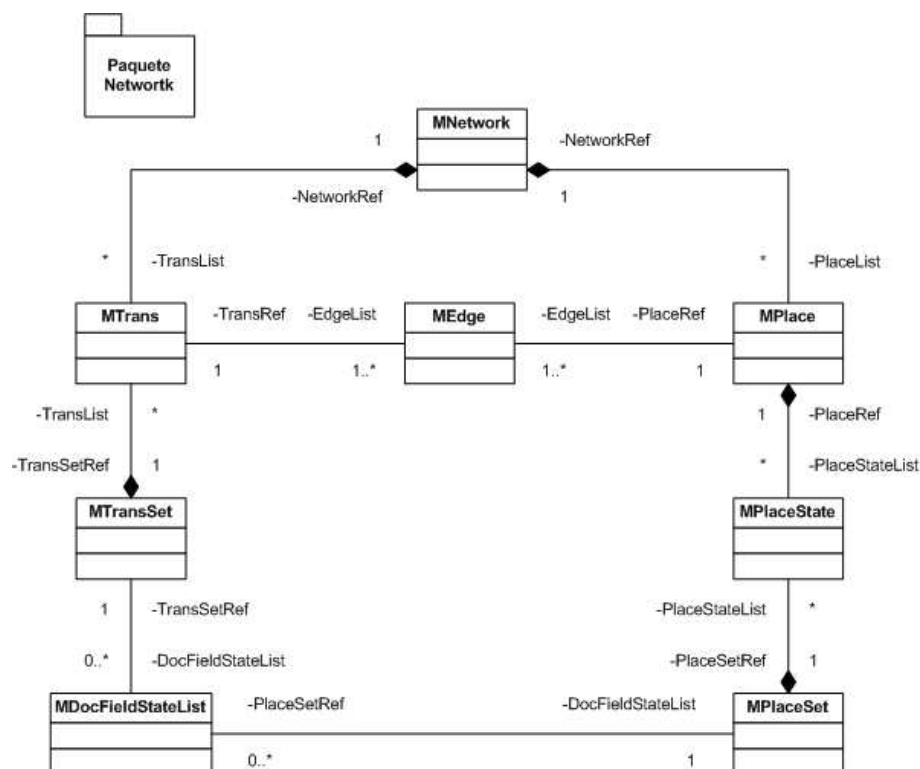 Paquete
Networtk
MNetwork
1
-NetworkRef
-NetworkRef
1
*
-TransList
*
-PlaceList
MTrans
-TransRef
-EdgeList
MEdge
-EdgeList
-PlaceRef
MPlace
1
1..*
1..*
1
-TransList
*
1
-PlaceRef
-TransSetRef
1
*
-PlaceStateList
MTransSet
MPlaceState
1
-TransSetRef
-PlaceStateList
*
0..*
-DocFieldStateList
-PlaceSetRef
1
MDocFieldStateList
-PlaceSetRef
-DocFieldStateList
MPlaceSet
0..*
1